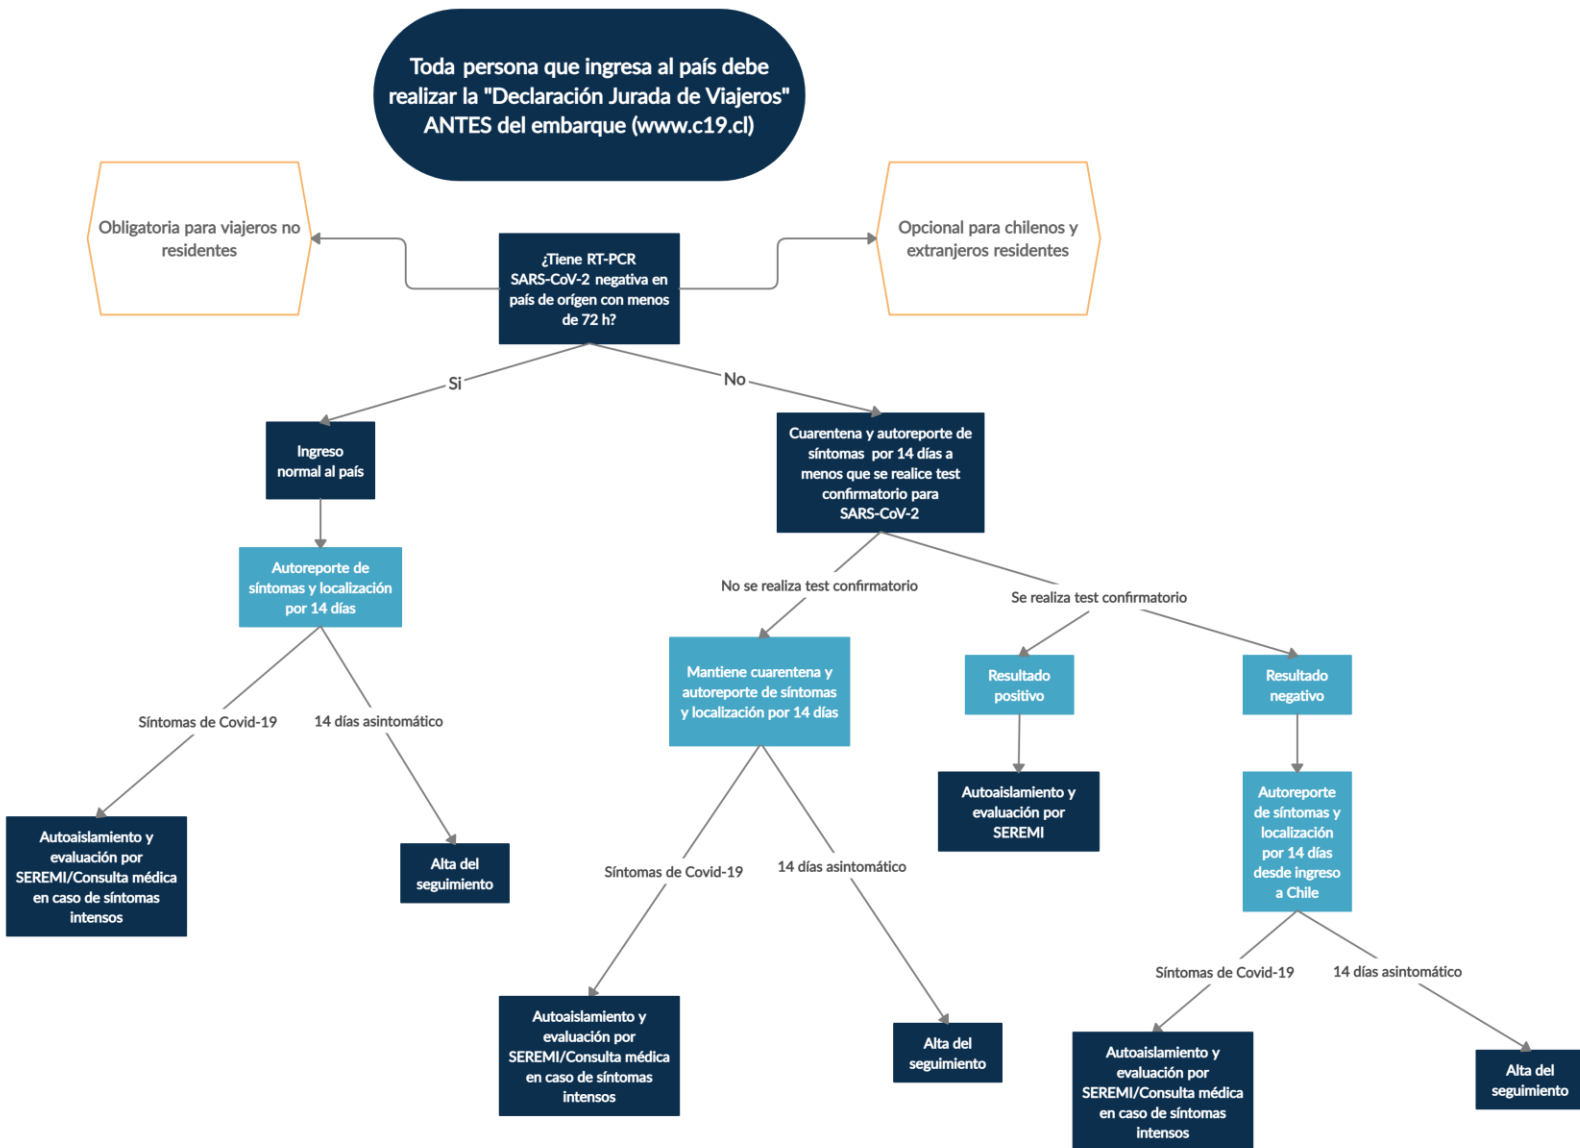 Toda persona que ingresa al país debe
realizar la "Declaración Jurada de Viajeros"
ANTES del embarque (www.c19.cl)
Obligatoria para viajeros no
residentes
¿Tiene RT-PCR
SARS-CoV-2 negativa en
país de orígen con menos
de 72 h?
Opcional para chilenos y
extranjeros residentes
Si
No
Ingreso
normal al país
Cuarentena y autoreporte de
síntomas por 14 días a
menos que se realice test
confirmatorio para
SARS-CoV-2
Autoreporte de
síntomas y localización
por 14 días
No se realiza test confirmatorio
Se realiza test confirmatorio
Mantiene cuarentena y
autoreporte de síntomas
y localización por 14 días
Resultado
positivo
Resultado
negativo
Síntomas de Covid-19
14 días asintomático
Autoaislamiento y
evaluación por
SEREMI
Autoreporte
de síntomas y
localización
por 14 días
desde ingreso
a Chile
Autoaislamiento y
evaluación por
SEREMI/Consulta médica
en caso de síntomas
intensos
Alta del
seguimiento
Síntomas de Covid-19
14 días asintomático
Síntomas de Covid-19
14 días asintomático
Autoaislamiento y
evaluación por
SEREMI/Consulta médica
en caso de síntomas
intensos
Alta del
seguimiento
Autoaislamiento y
evaluación por
SEREMI/Consulta médica
en caso de síntomas
intensos
Alta del
seguimiento